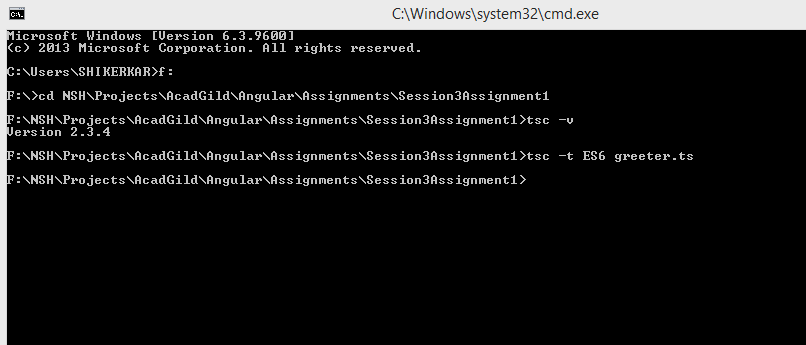 C:\Windows\system32\cmd.exe
Microsoft Windows [Version 6.3.9600]
(c) 2013 Microsoft Corporation. All rights reserved.
C:\Users\SHIKERKAR>f:
F:\>cd NSH\Projects\AcadGild\Angular\Assignments\Session3Assignment1
F:\NSH\Projects\AcadGild\Angular\Assignments\Session3Assignment1>tsc -v
Version 2.3.4
F:\NSH\Projects\AcadGild\Angular\Assignments\Session3Assignment1>tsc -t ES6 greeter.ts
F:\NSH\Projects\AcadGild\Angular\Assignments\Session3Assignment1>